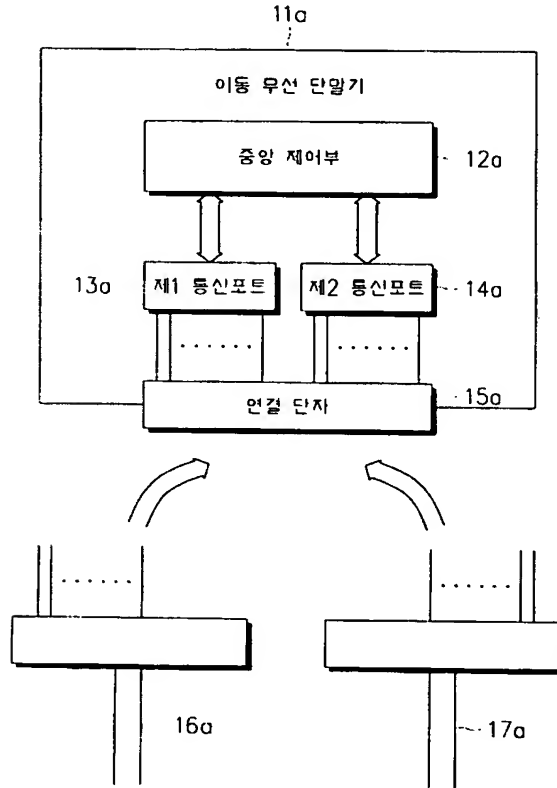 11a
이동 무선 단말기
중앙 제어부
12a
13a
제1 통신포트
제2 통신포트
14a
연결 단자
15a
16a
17a